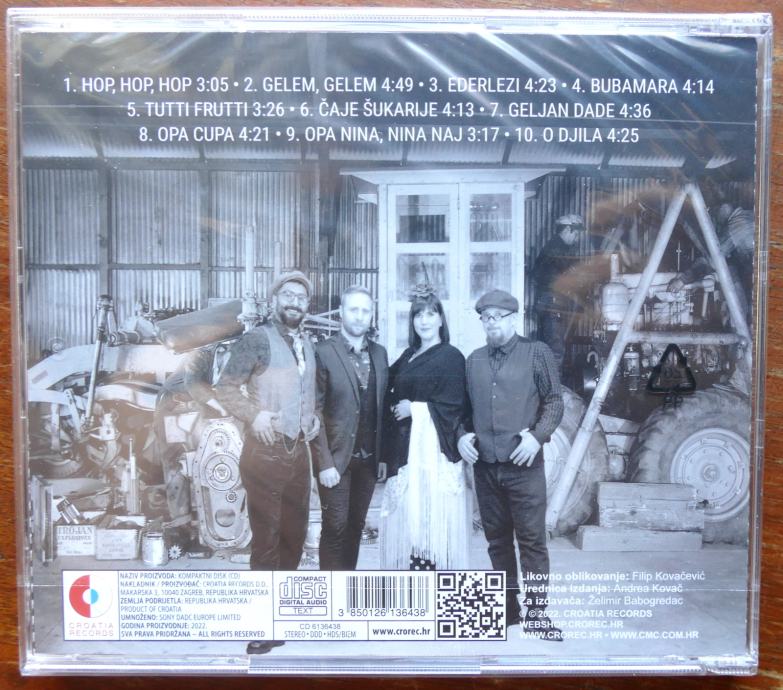 1. HOP, HOP, HOP 3:05 • 2. GELEM, GELEM 4:49 • 3. EDERLEZI 4:23 • 4. BUBAMARA 4:14
5. TUTTI FRUTTI 3:26 • 6. ČAJE ŠUKARIJE 4:13 • 7. GELJAN DADE 4:36
8. OPA CUPA 4:21 • 9. OPA NINA, NINA NAJ 3:17 • 10. O DJILA 4:25
TROJAN
EXPLOSIVES
CROATIA
RECORDS
NAZIV PROIZVODA: KOMPAKTNI DISK (CD)
NAKLADNIK / PROIZVOĐAČ: CROATIA RECORDS D.D.,
MAKARSKA 3, 10040 ZAGREB, REPUBLIKA HRVATSKA
ZEMLJA PODRIJETLA: REPUBLIKA HRVATSKA /
PRODUCT OF CROATIA
UMNOŽENO: SONY DADC EUROPE LIMITED
GODINA PROIZVODNJE: 2022.
SVA PRAVA PRIDRŽANA – ALL RIGHTS RESERVED
COMPACT
disc
DIGITAL AUDIO
TEXT
CD 6136438
STEREO • DDD • HDS/BIEM
3 850126 136438
www.crorec.hr
Likovno oblikovanje: Filip Kovačević
Urednica izdanja: Andrea Kovač
Za izdavača: Želimir Babogredac
℗ © 2022. CROATIA RECORDS
WEBSHOP.CROREC.HR
WWW.CROREC.HR • WWW.CMC.COM.HR